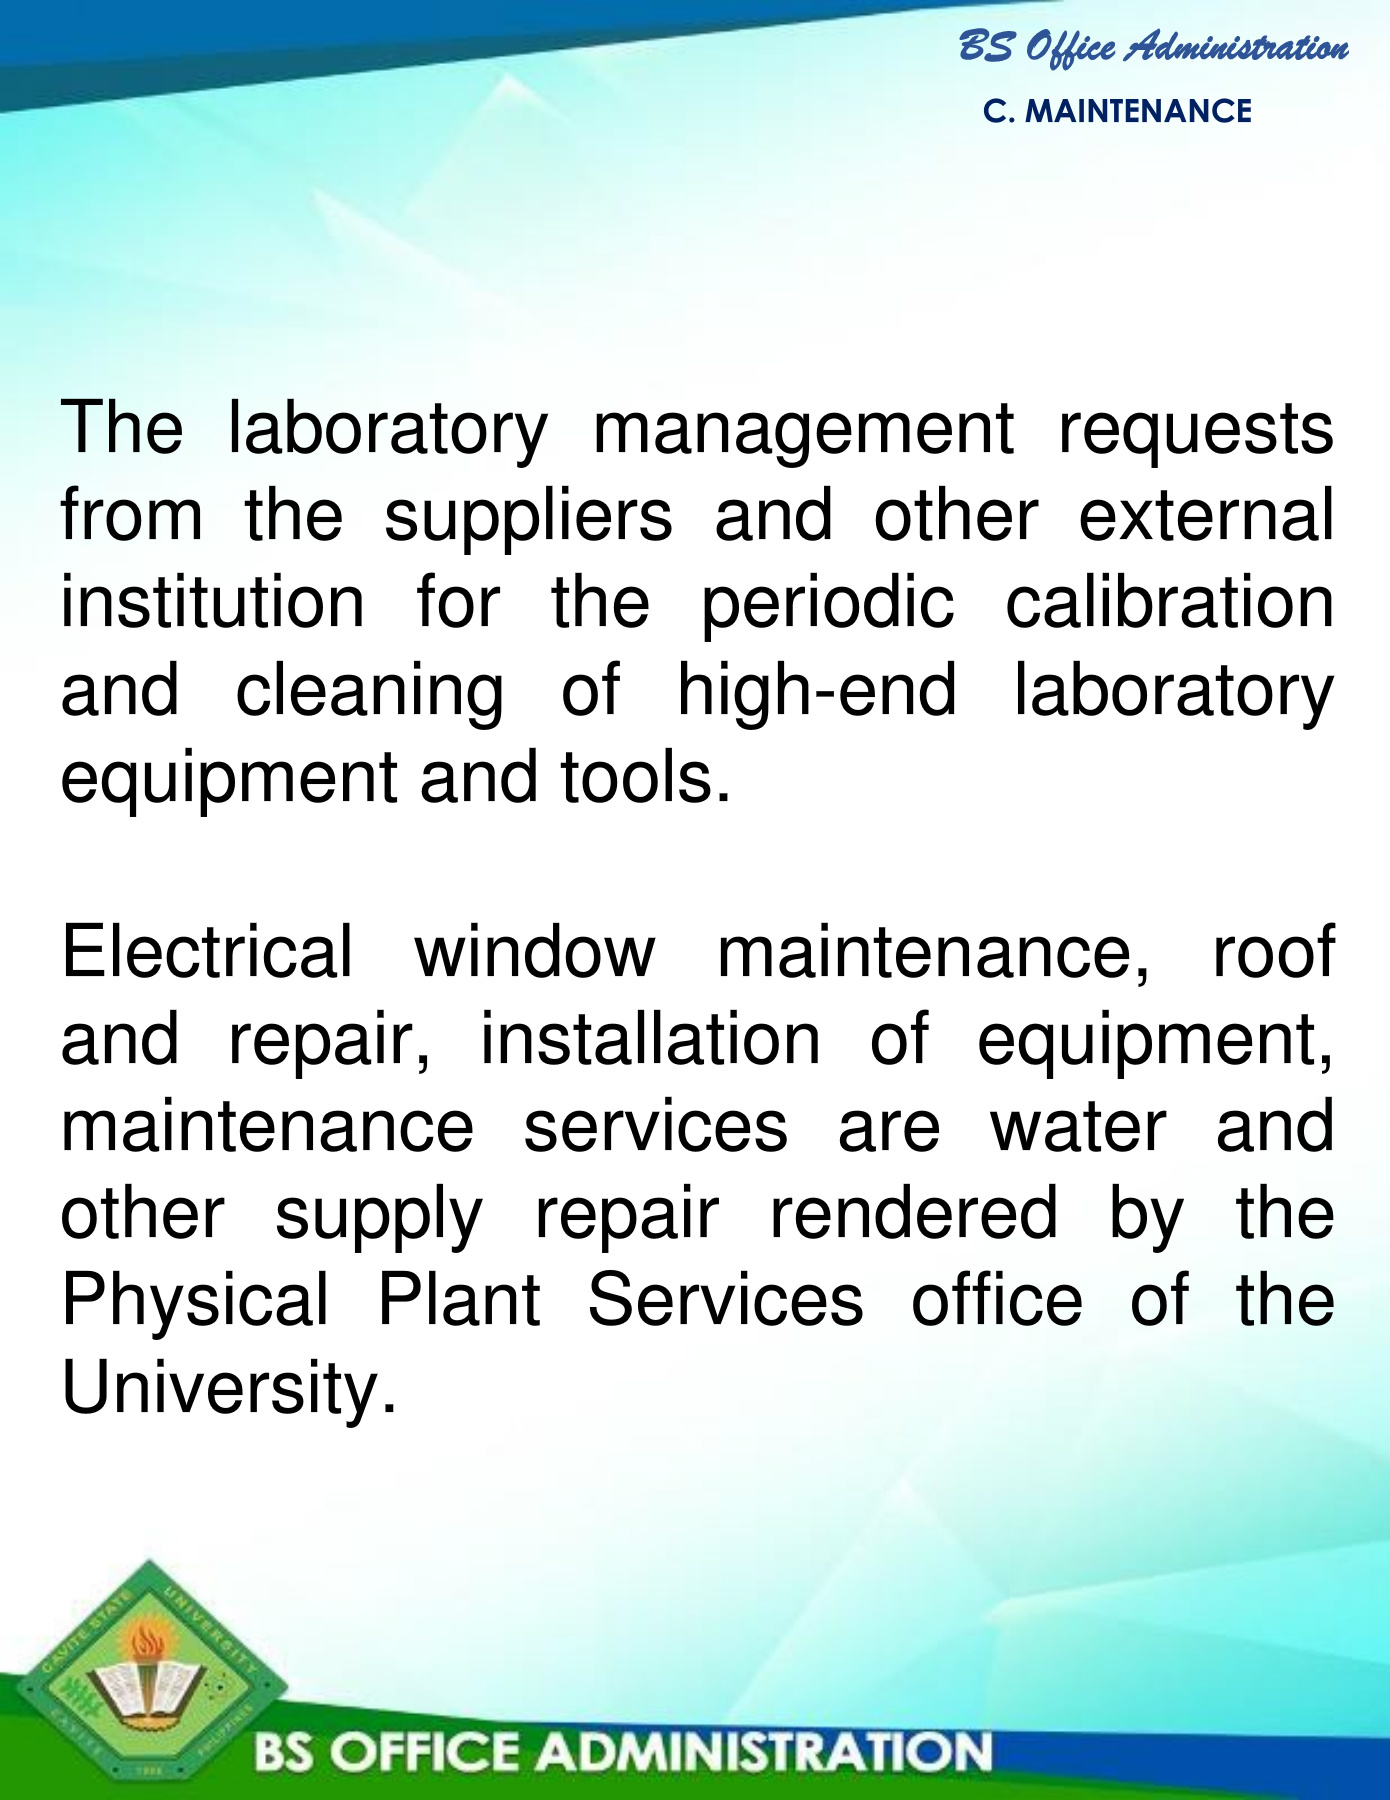 BS Office Administration
C. MAINTENANCE
The laboratory management requests
from the suppliers and other external
institution for the periodic calibration
and cleaning of high-end laboratory
equipment and tools.
Electrical window maintenance, roof
and repair, installation of equipment,
maintenance services are water and
other supply repair rendered by the
Physical Plant Services office of the
University.
CAVITE STATE UNIVERSITY
CAVITE
PHILIPPINES
BS OFFICE ADMINISTRATION